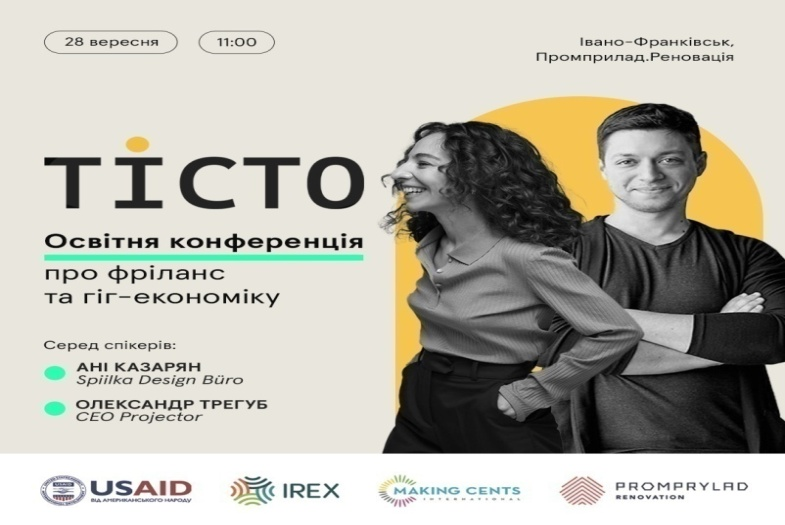 28 вересня
11:00
Івано-Франківськ,
Промприлад.Реновація
ТіСТО
Освітня конференція
про фріланс
та гіг-економіку
Серед спікерів:
АНІ КАЗАРЯН
Spiilka Design Büro
ОЛЕКСАНДР ТРЕГУБ
CEO Projector
USAID
USAID
ВІД АМЕРИКАНСЬКОГО НАРОДУ
IREX
MAKING CENTS
INTERNATIONAL
PROMPRYLAD
RENOVATION